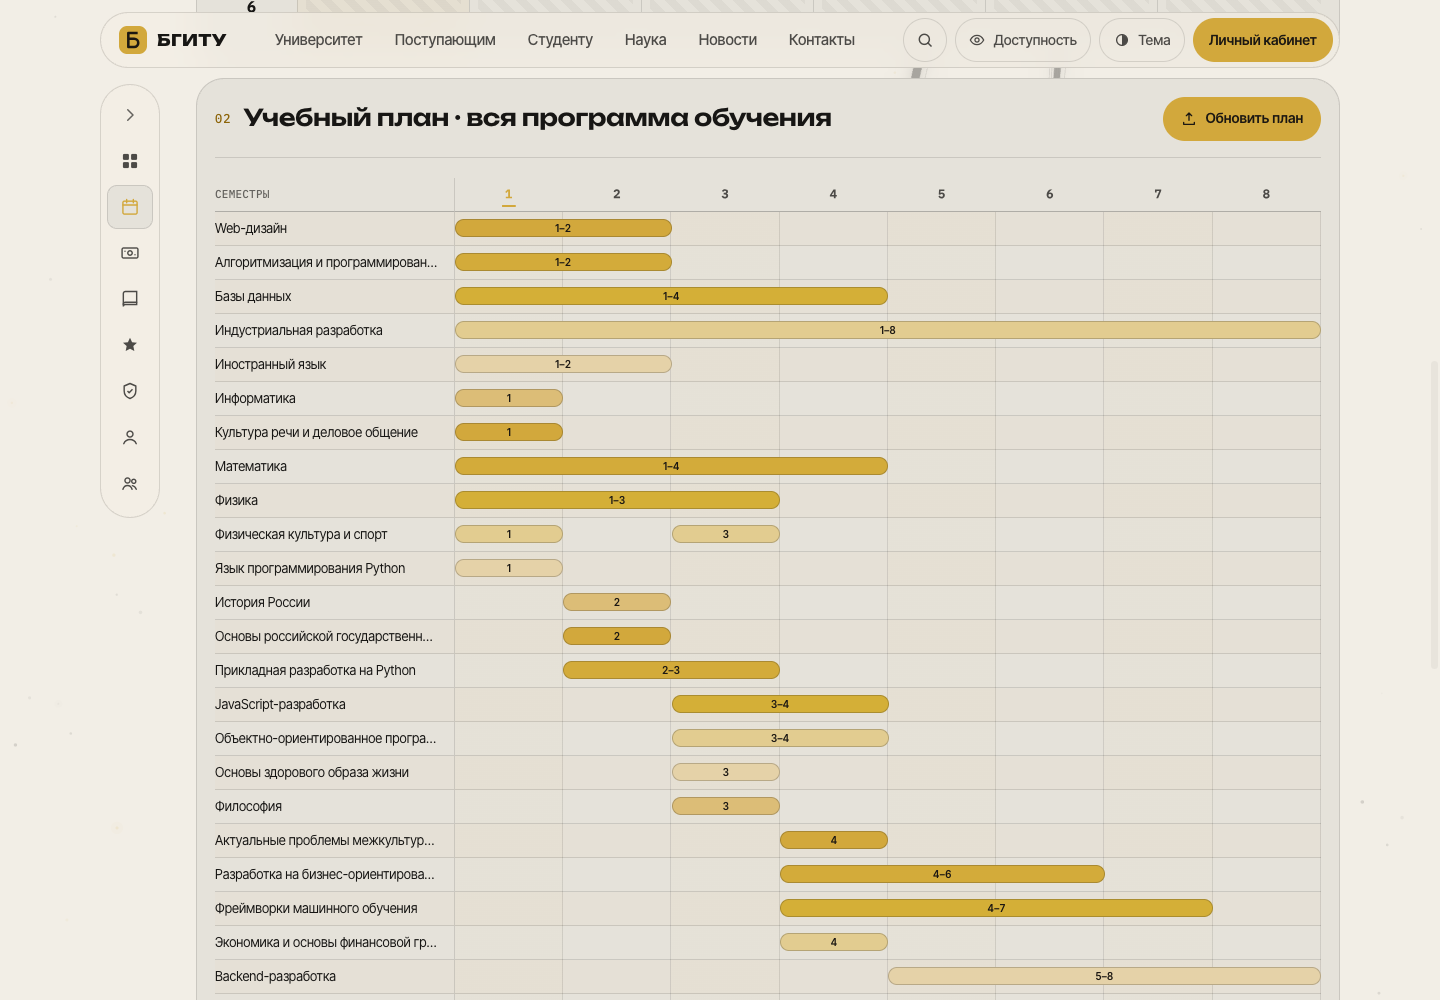 6
Б БГИТУ Университет Поступающим Студенту Наука Новости Контакты Доступность Тема Личный кабинет
02 Учебный план · вся программа обучения Обновить план
СЕМЕСТРЫ 1 2 3 4 5 6 7 8
Web-дизайн 1–2
Алгоритмизация и программирован... 1–2
Базы данных 1–4
Индустриальная разработка 1–8
Иностранный язык 1–2
Информатика 1
Культура речи и деловое общение 1
Математика 1–4
Физика 1–3
Физическая культура и спорт 1 3
Язык программирования Python 1
История России 2
Основы российской государственн... 2
Прикладная разработка на Python 2–3
JavaScript-разработка 3–4
Объектно-ориентированное програ... 3–4
Основы здорового образа жизни 3
Философия 3
Актуальные проблемы межкультур... 4
Разработка на бизнес-ориентирова... 4–6
Фреймворки машинного обучения 4–7
Экономика и основы финансовой гр... 4
Backend-разработка 5–8